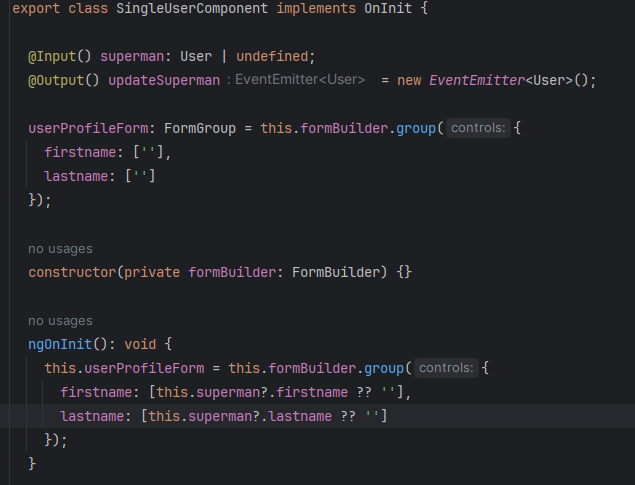 export class SingleUserComponent implements OnInit {
@Input() superman: User | undefined;
@Output() updateSuperman : EventEmitter<User> = new EventEmitter<User>();
userProfileForm: FormGroup = this.formBuilder.group( controls: {
firstname: [''],
lastname: ['']
});
no usages
constructor(private formBuilder: FormBuilder) {}
no usages
ngOnInit(): void {
this.userProfileForm = this.formBuilder.group( controls: {
firstname: [this.superman?.firstname ?? ''],
lastname: [this.superman?.lastname ?? '']
});
}